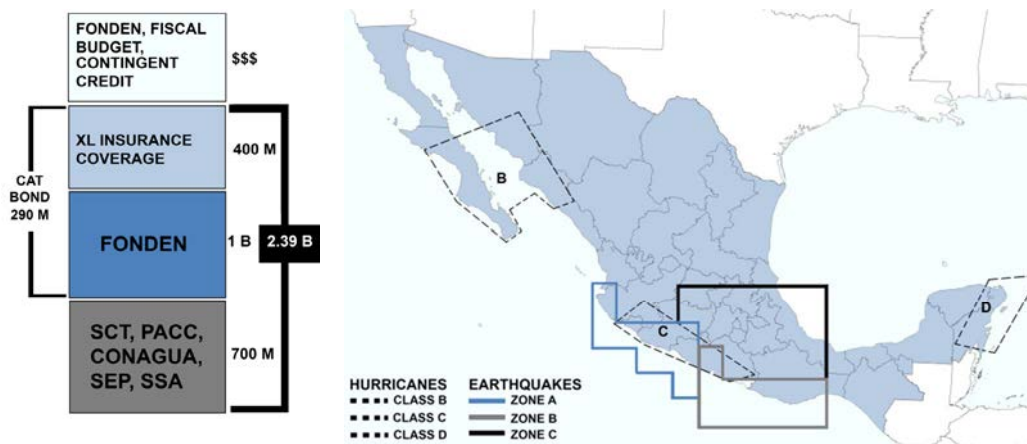 FONDEN, FISCAL
BUDGET,
CONTINGENT
CREDIT
$$$
XL INSURANCE
COVERAGE
400 M
CAT
BOND
290 M
FONDEN
1 B
2.39 B
SCT, PACC,
CONAGUA,
SEP, SSA
700 M
B
C
D
HURRICANES
CLASS B
CLASS C
CLASS D
EARTHQUAKES
ZONE A
ZONE B
ZONE C